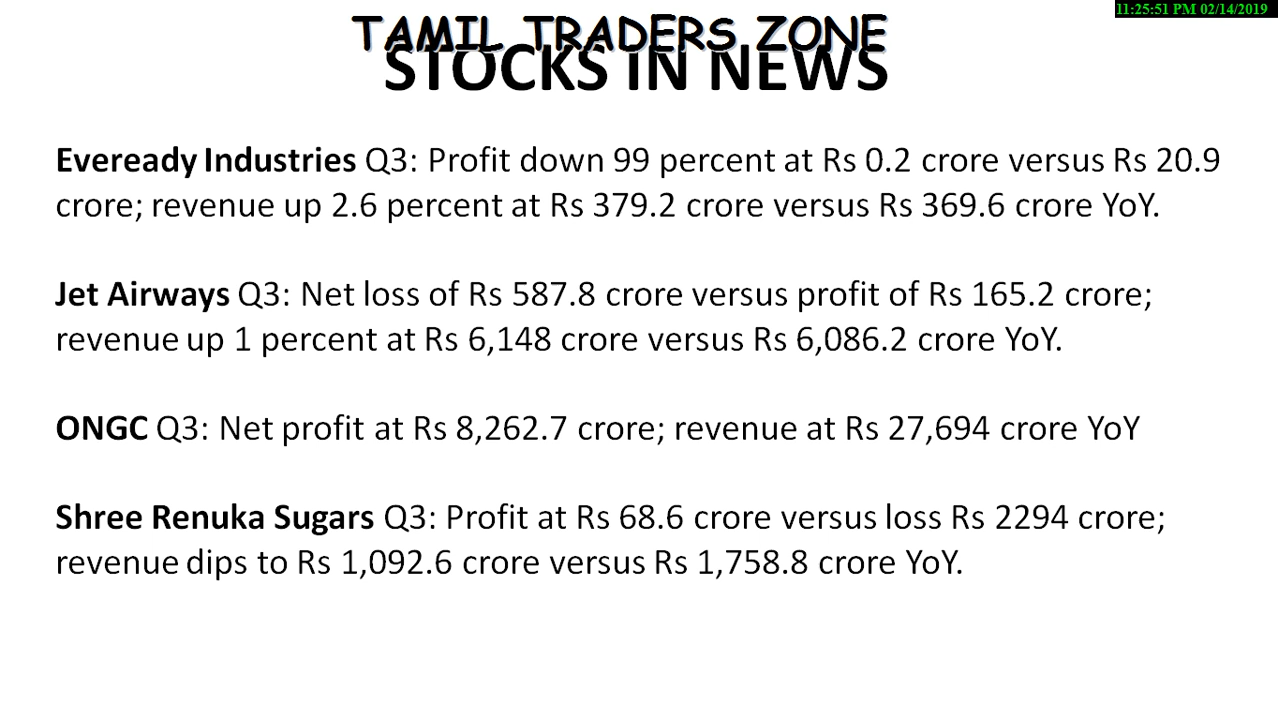 11:25:51 PM 02/14/2019
TAMIL TRADERS ZONE
STOCKS IN NEWS
Eveready Industries Q3: Profit down 99 percent at Rs 0.2 crore versus Rs 20.9
crore; revenue up 2.6 percent at Rs 379.2 crore versus Rs 369.6 crore YoY.
Jet Airways Q3: Net loss of Rs 587.8 crore versus profit of Rs 165.2 crore;
revenue up 1 percent at Rs 6,148 crore versus Rs 6,086.2 crore YoY.
ONGC Q3: Net profit at Rs 8,262.7 crore; revenue at Rs 27,694 crore YoY
Shree Renuka Sugars Q3: Profit at Rs 68.6 crore versus loss Rs 2294 crore;
revenue dips to Rs 1,092.6 crore versus Rs 1,758.8 crore YoY.